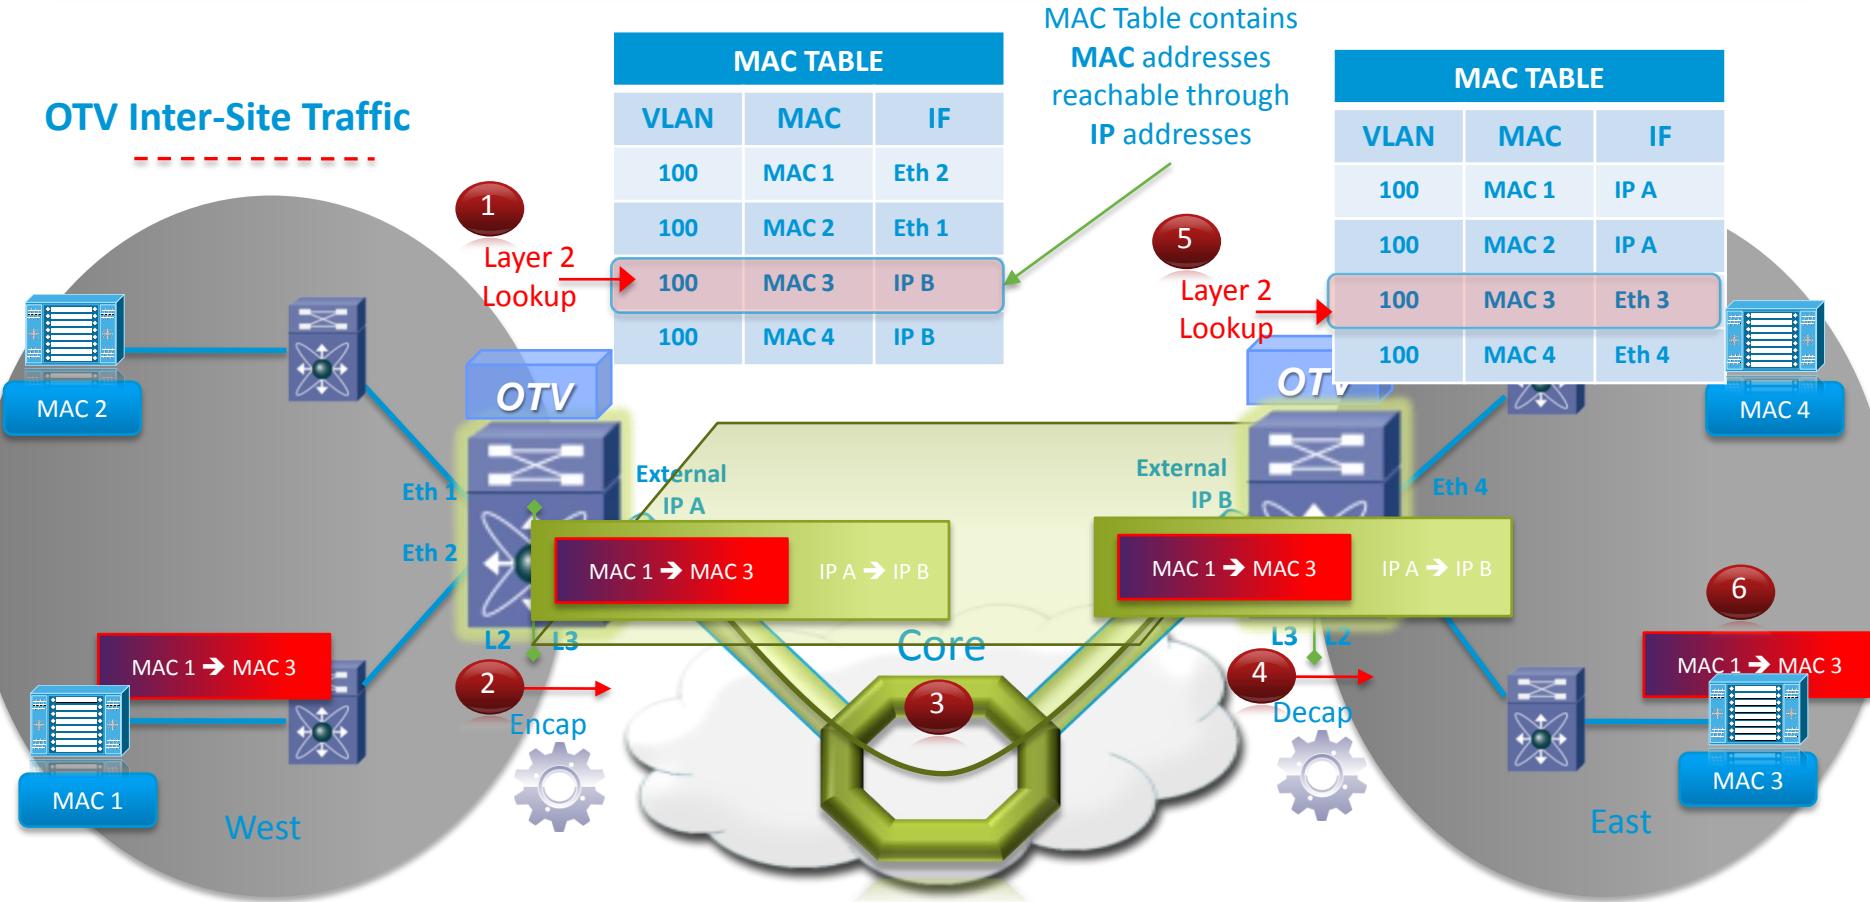 OTV Inter-Site Traffic
MAC TABLE
VLAN MAC IF
100 MAC 1 Eth 2
100 MAC 2 Eth 1
100 MAC 3 IP B
100 MAC 4 IP B
MAC Table contains
MAC addresses
reachable through
IP addresses
MAC TABLE
VLAN MAC IF
100 MAC 1 IP A
100 MAC 2 IP A
100 MAC 3 Eth 3
100 MAC 4 Eth 4
1
Layer 2
Lookup
5
Layer 2
Lookup
MAC 2
OTV
OTV
MAC 4
Eth 1
Eth 2
External
IP A
External
IP B
Eth 4
MAC 1 ➔ MAC 3 IP A ➔ IP B
MAC 1 ➔ MAC 3 IP A ➔ IP B
6
MAC 1 ➔ MAC 3
L2 L3
Core
L3 L2
MAC 1 ➔ MAC 3
2
Encap
3
4
Decap
MAC 1
West
MAC 3
East